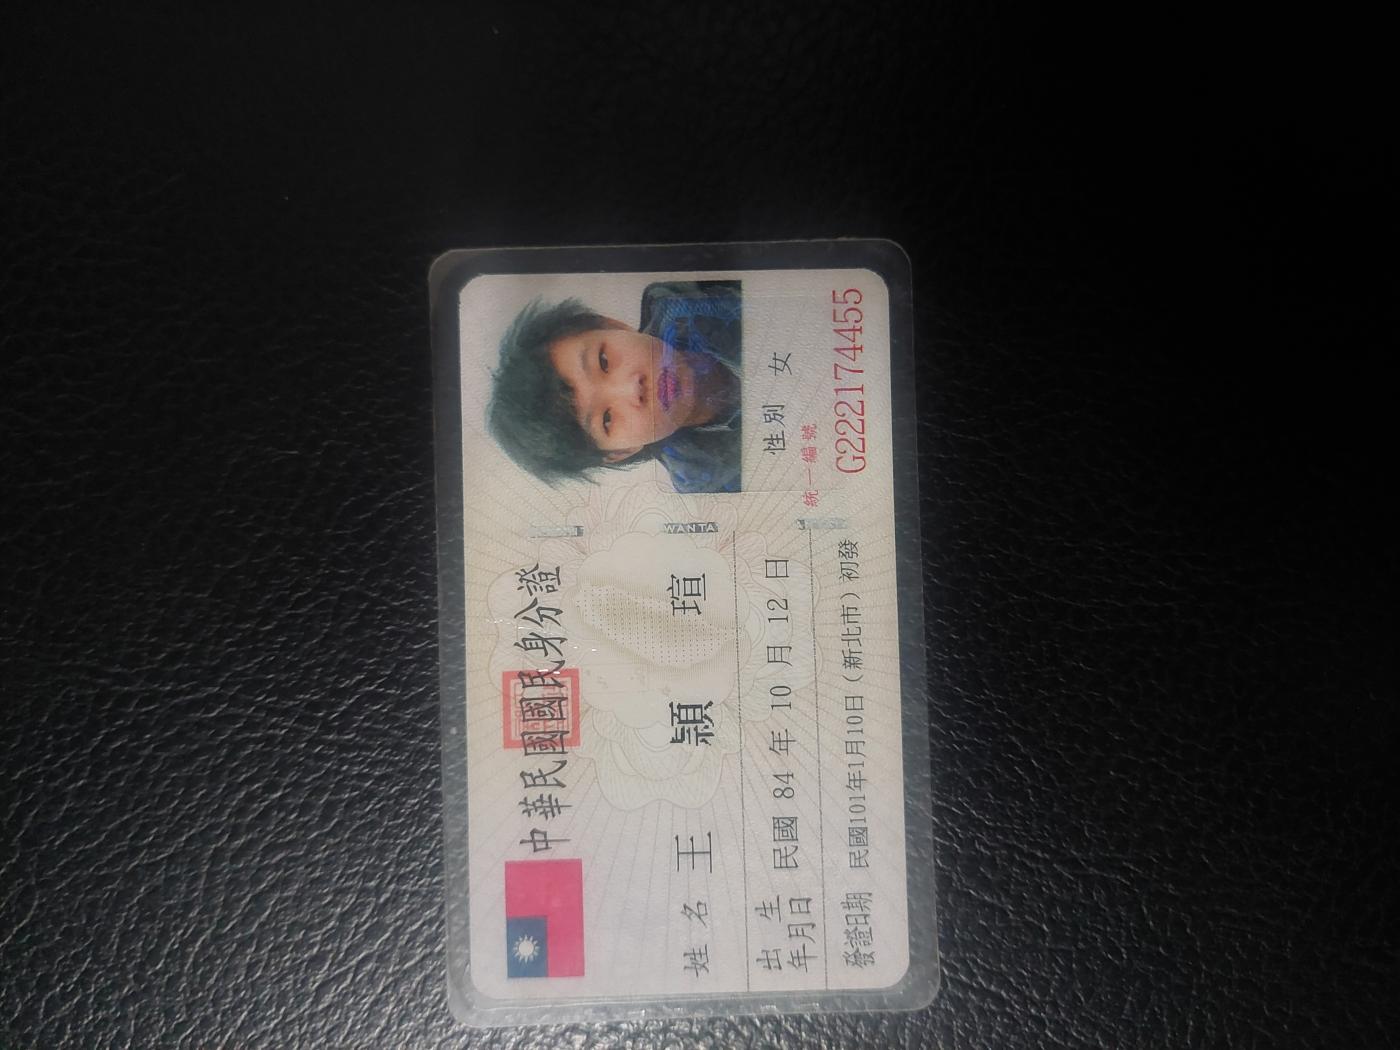 中華民國國民身分證
姓名 王 顈 瑄
出生年月日 民國 84 年 10 月 12 日
性別 女
統一編號
G222174455
發證日期 民國101年1月10日（新北市）初發